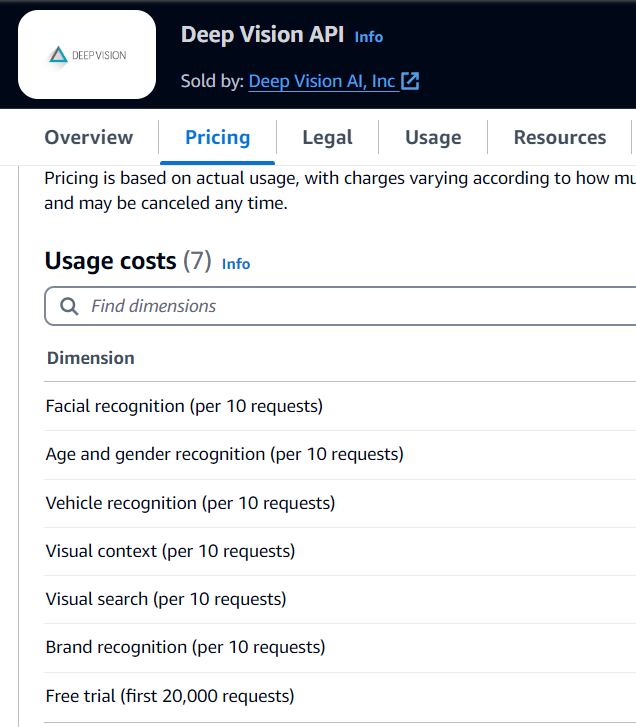 DEEPVISION
Deep Vision API Info
Sold by: Deep Vision AI, Inc
Overview Pricing Legal Usage Resources
Pricing is based on actual usage, with charges varying according to how
and may be canceled any time.
Usage costs (7) Info
Find dimensions
Dimension
Facial recognition (per 10 requests)
Age and gender recognition (per 10 requests)
Vehicle recognition (per 10 requests)
Visual context (per 10 requests)
Visual search (per 10 requests)
Brand recognition (per 10 requests)
Free trial (first 20,000 requests)